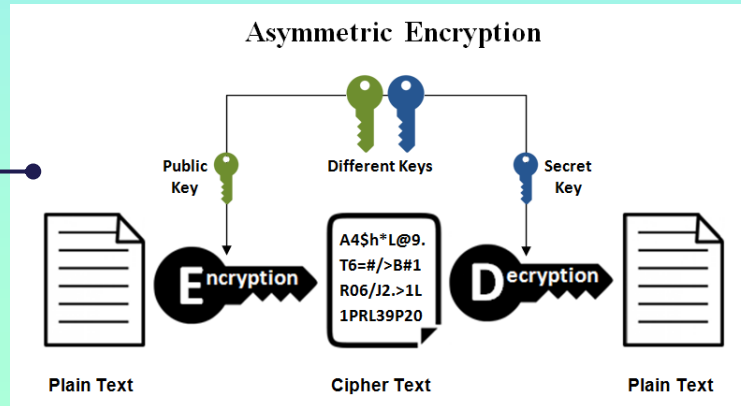 Asymmetric Encryption
Public
Key
Different Keys
Secret
Key
Encryption
A4$h*L@9.
T6=#/>B#1
R06/J2.>1L
1PRL39P20
Decryption
Plain Text
Cipher Text
Plain Text